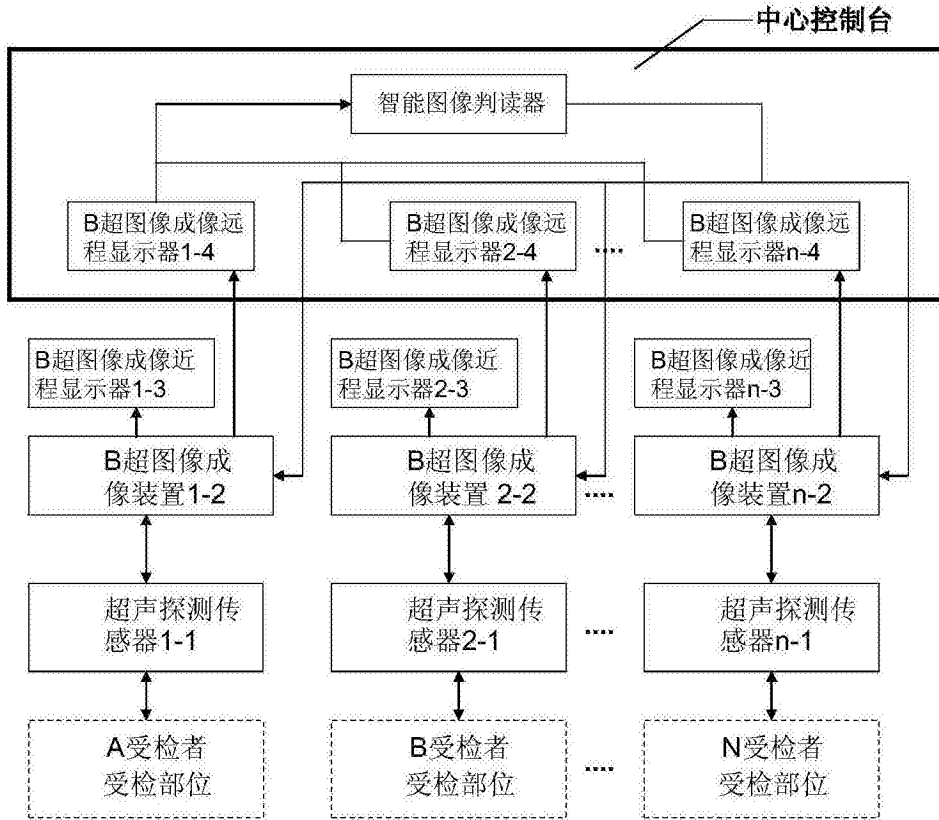 中心控制台
智能图像判读器
B超图像成像远
程显示器1-4
B超图像成像远
程显示器2-4
....
B超图像成像远
程显示器n-4
B超图像成像近
程显示器1-3
B超图像成像近
程显示器2-3
B超图像成像近
程显示器n-3
B超图像成
像装置1-2
B超图像成
像装置 2-2
....
B超图像成
像装置n-2
超声探测传
感器1-1
超声探测传
感器2-1
....
超声探测传
感器n-1
A受检者
受检部位
B受检者
受检部位
....
N受检者
受检部位